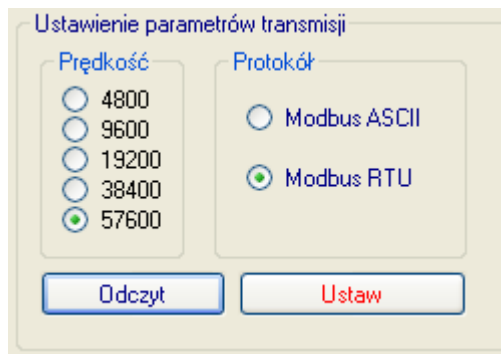 Ustawienie parametrów transmisji
Prędkość
4800
9600
19200
38400
57600
Protokół
Modbus ASCII
Modbus RTU
Odczyt
Ustaw